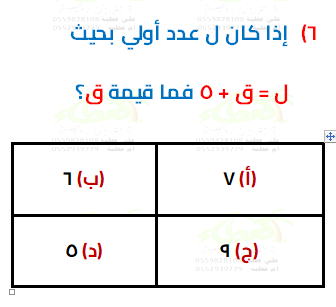 ٦) إذا كان ل عدد أولي بحيث
ل = ق + ٥ فما قيمة ق؟
(أ) ٧ (ب) ٦
(ج) ٩ (د) ٥